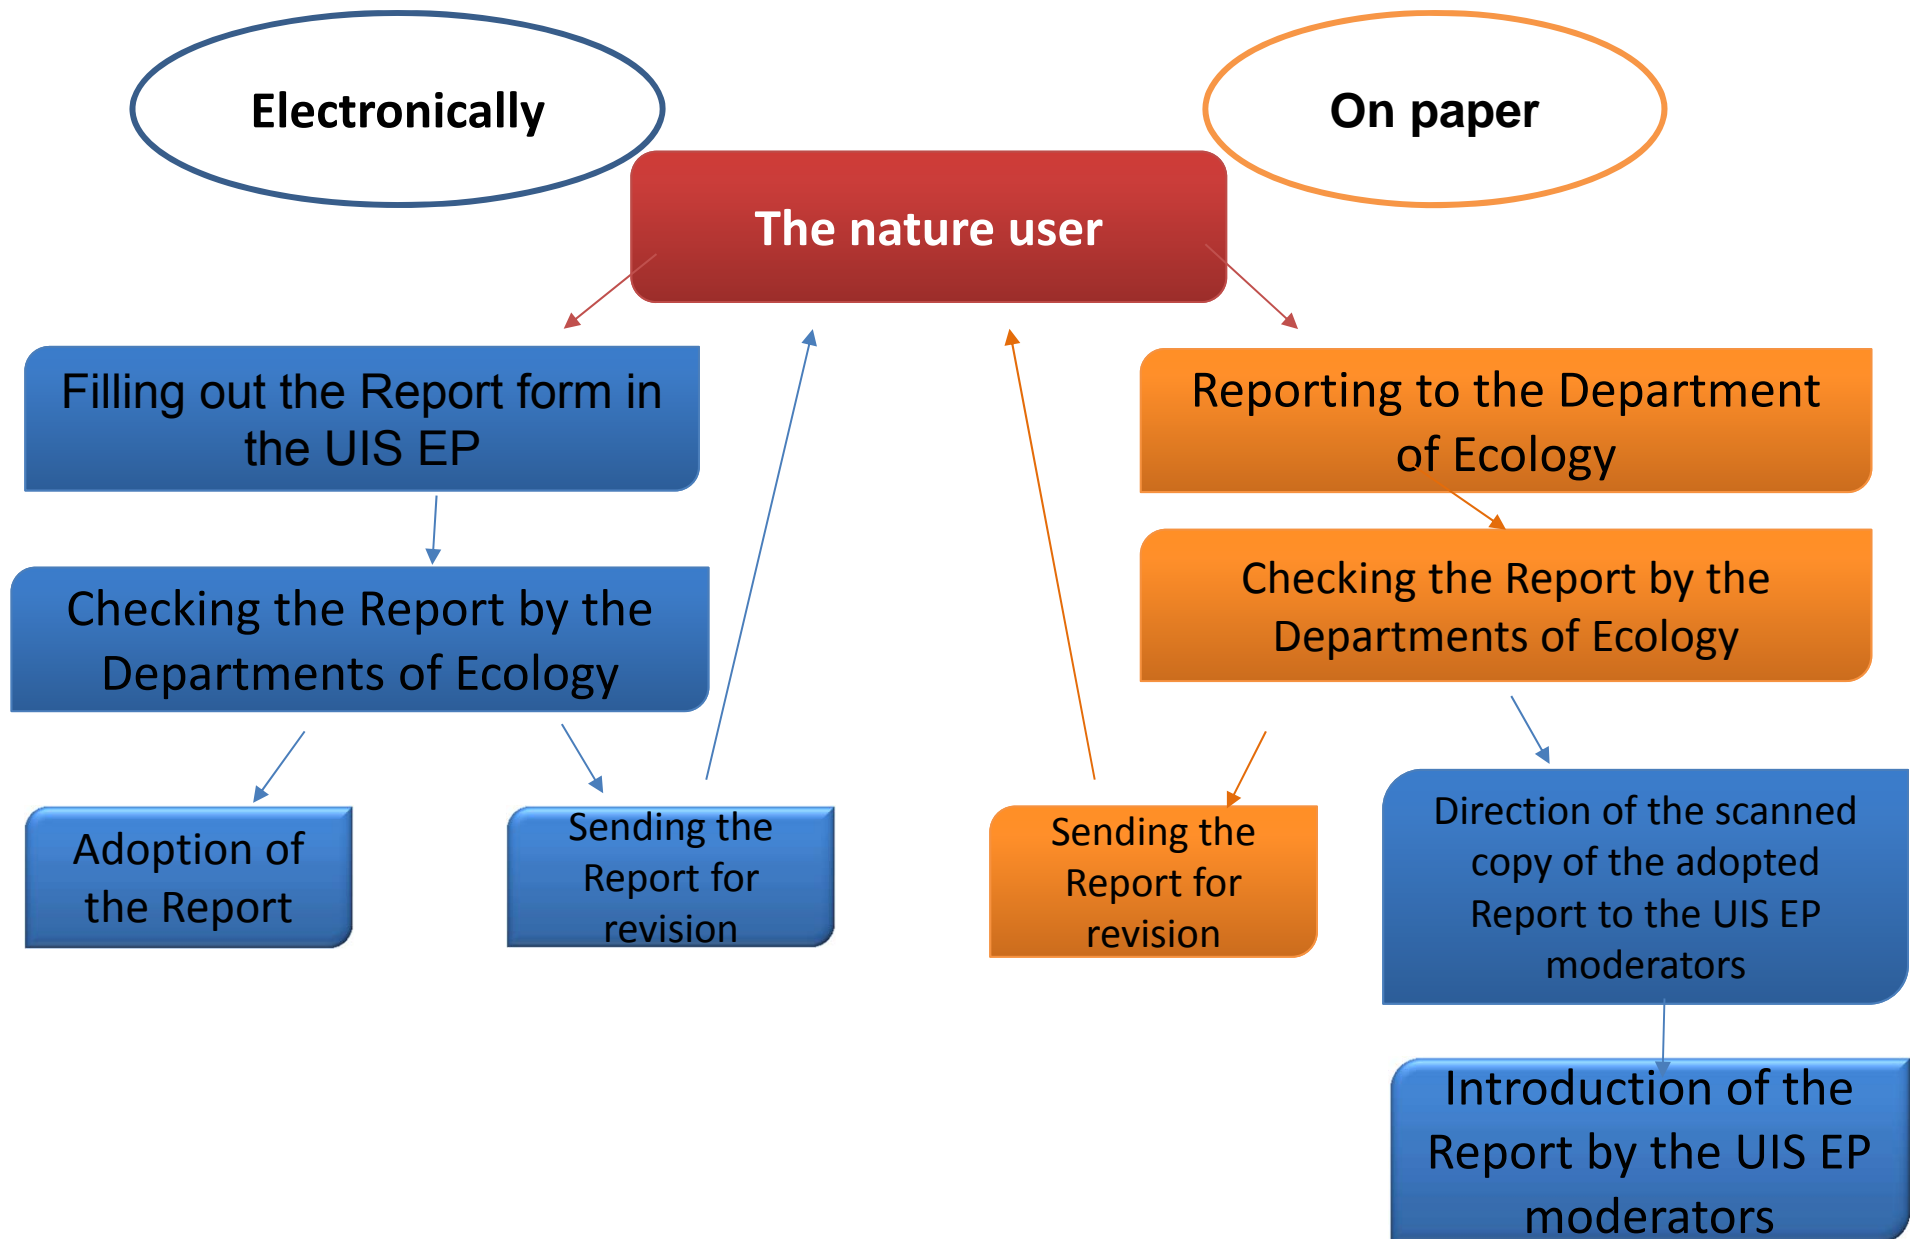 Electronically
On paper
The nature user
Filling out the Report form in
the UIS EP
Reporting to the Department
of Ecology
Checking the Report by the
Departments of Ecology
Checking the Report by the
Departments of Ecology
Adoption of
the Report
Sending the
Report for
revision
Sending the
Report for
revision
Direction of the scanned
copy of the adopted
Report to the UIS EP
moderators
Introduction of the
Report by the UIS EP
moderators